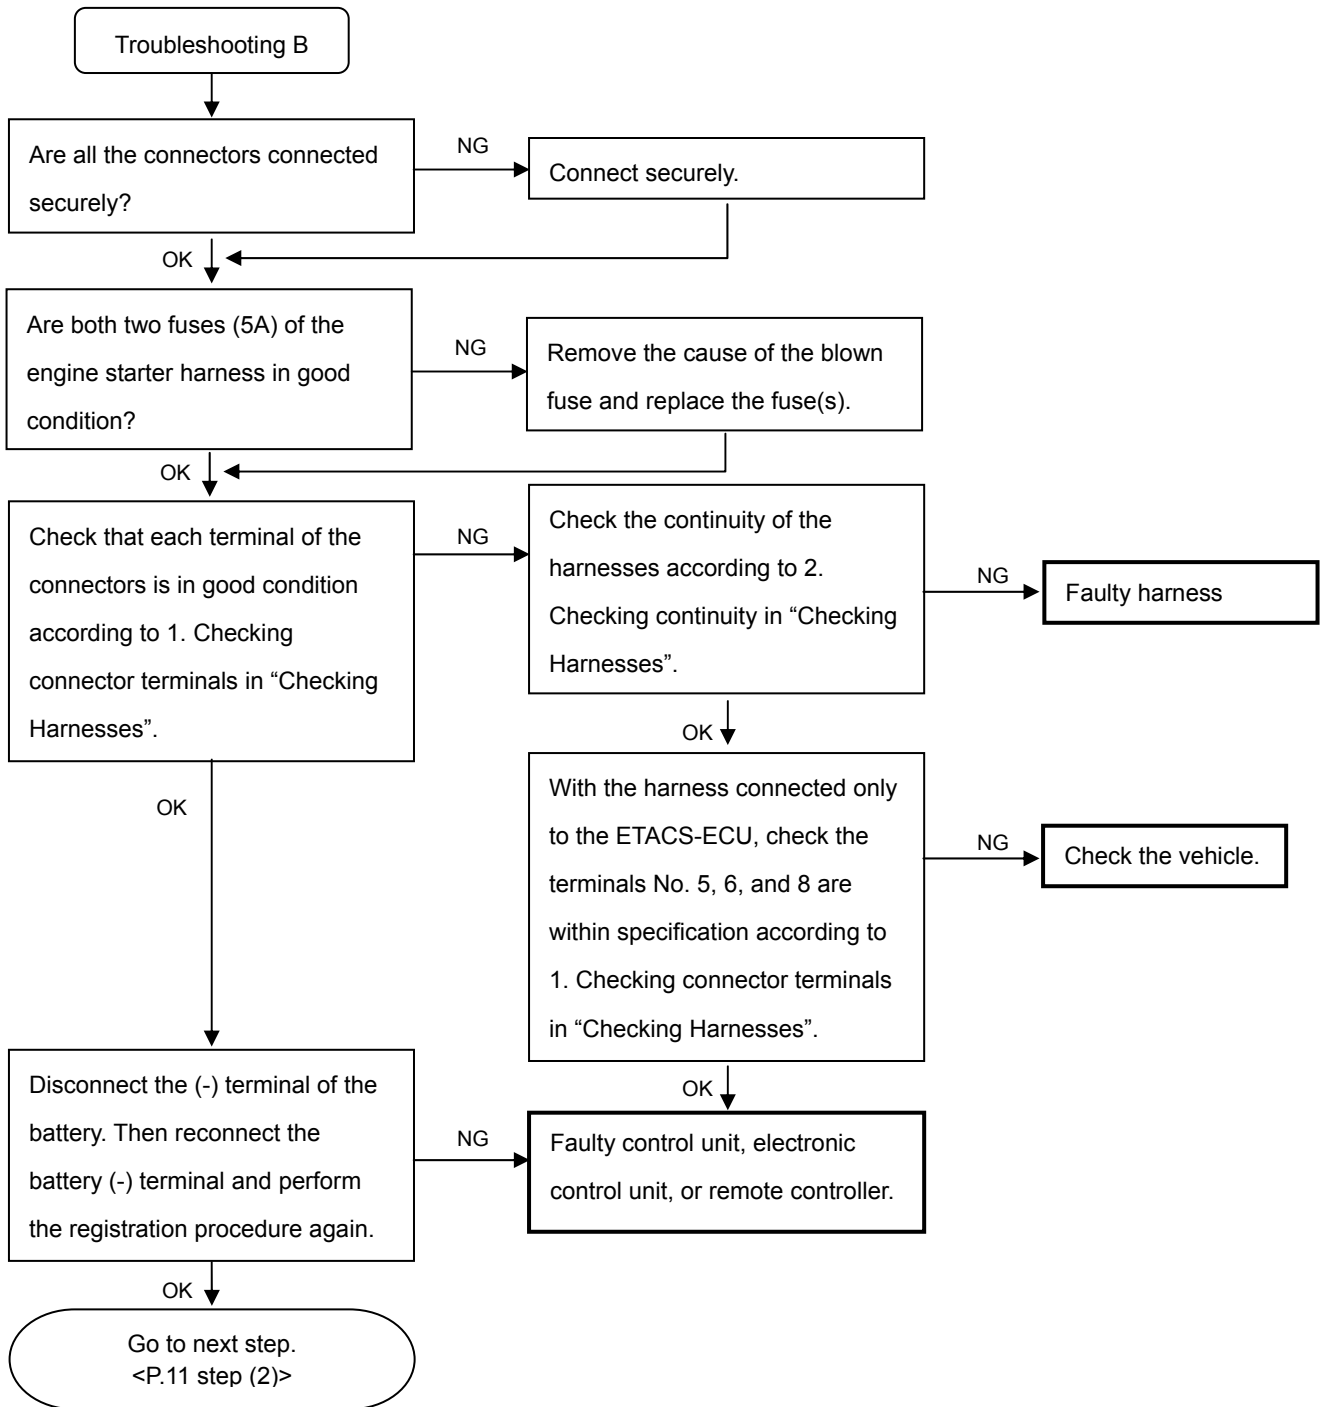 Troubleshooting B
Are all the connectors connected
securely?
NG
Connect securely.
OK
Are both two fuses (5A) of the
engine starter harness in good
condition?
NG
Remove the cause of the blown
fuse and replace the fuse(s).
OK
Check that each terminal of the
connectors is in good condition
according to 1. Checking
connector terminals in “Checking
Harnesses”.
NG
Check the continuity of the
harnesses according to 2.
Checking continuity in “Checking
Harnesses”.
NG
Faulty harness
OK
With the harness connected only
to the ETACS-ECU, check the
terminals No. 5, 6, and 8 are
within specification according to
1. Checking connector terminals
in “Checking Harnesses”.
NG
Check the vehicle.
OK
OK
Disconnect the (-) terminal of the
battery. Then reconnect the
battery (-) terminal and perform
the registration procedure again.
NG
Faulty control unit, electronic
control unit, or remote controller.
OK
Go to next step.
<P.11 step (2)>